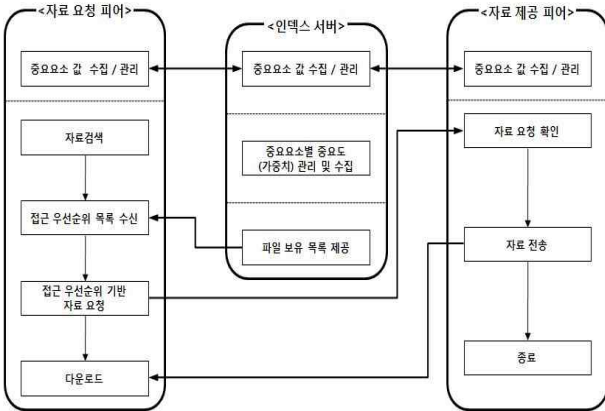 <자료 요청 피어>
중요요소 값 수집 / 관리
자료검색
접근 우선순위 목록 수신
접근 우선순위 기반
자료 요청
다운로드
<인덱스 서버>
중요요소 값 수집 / 관리
중요요소별 중요도
(가중치) 관리 및 수집
파일 보유 목록 제공
<자료 제공 피어>
중요요소 값 수집 / 관리
자료 요청 확인
자료 전송
종료